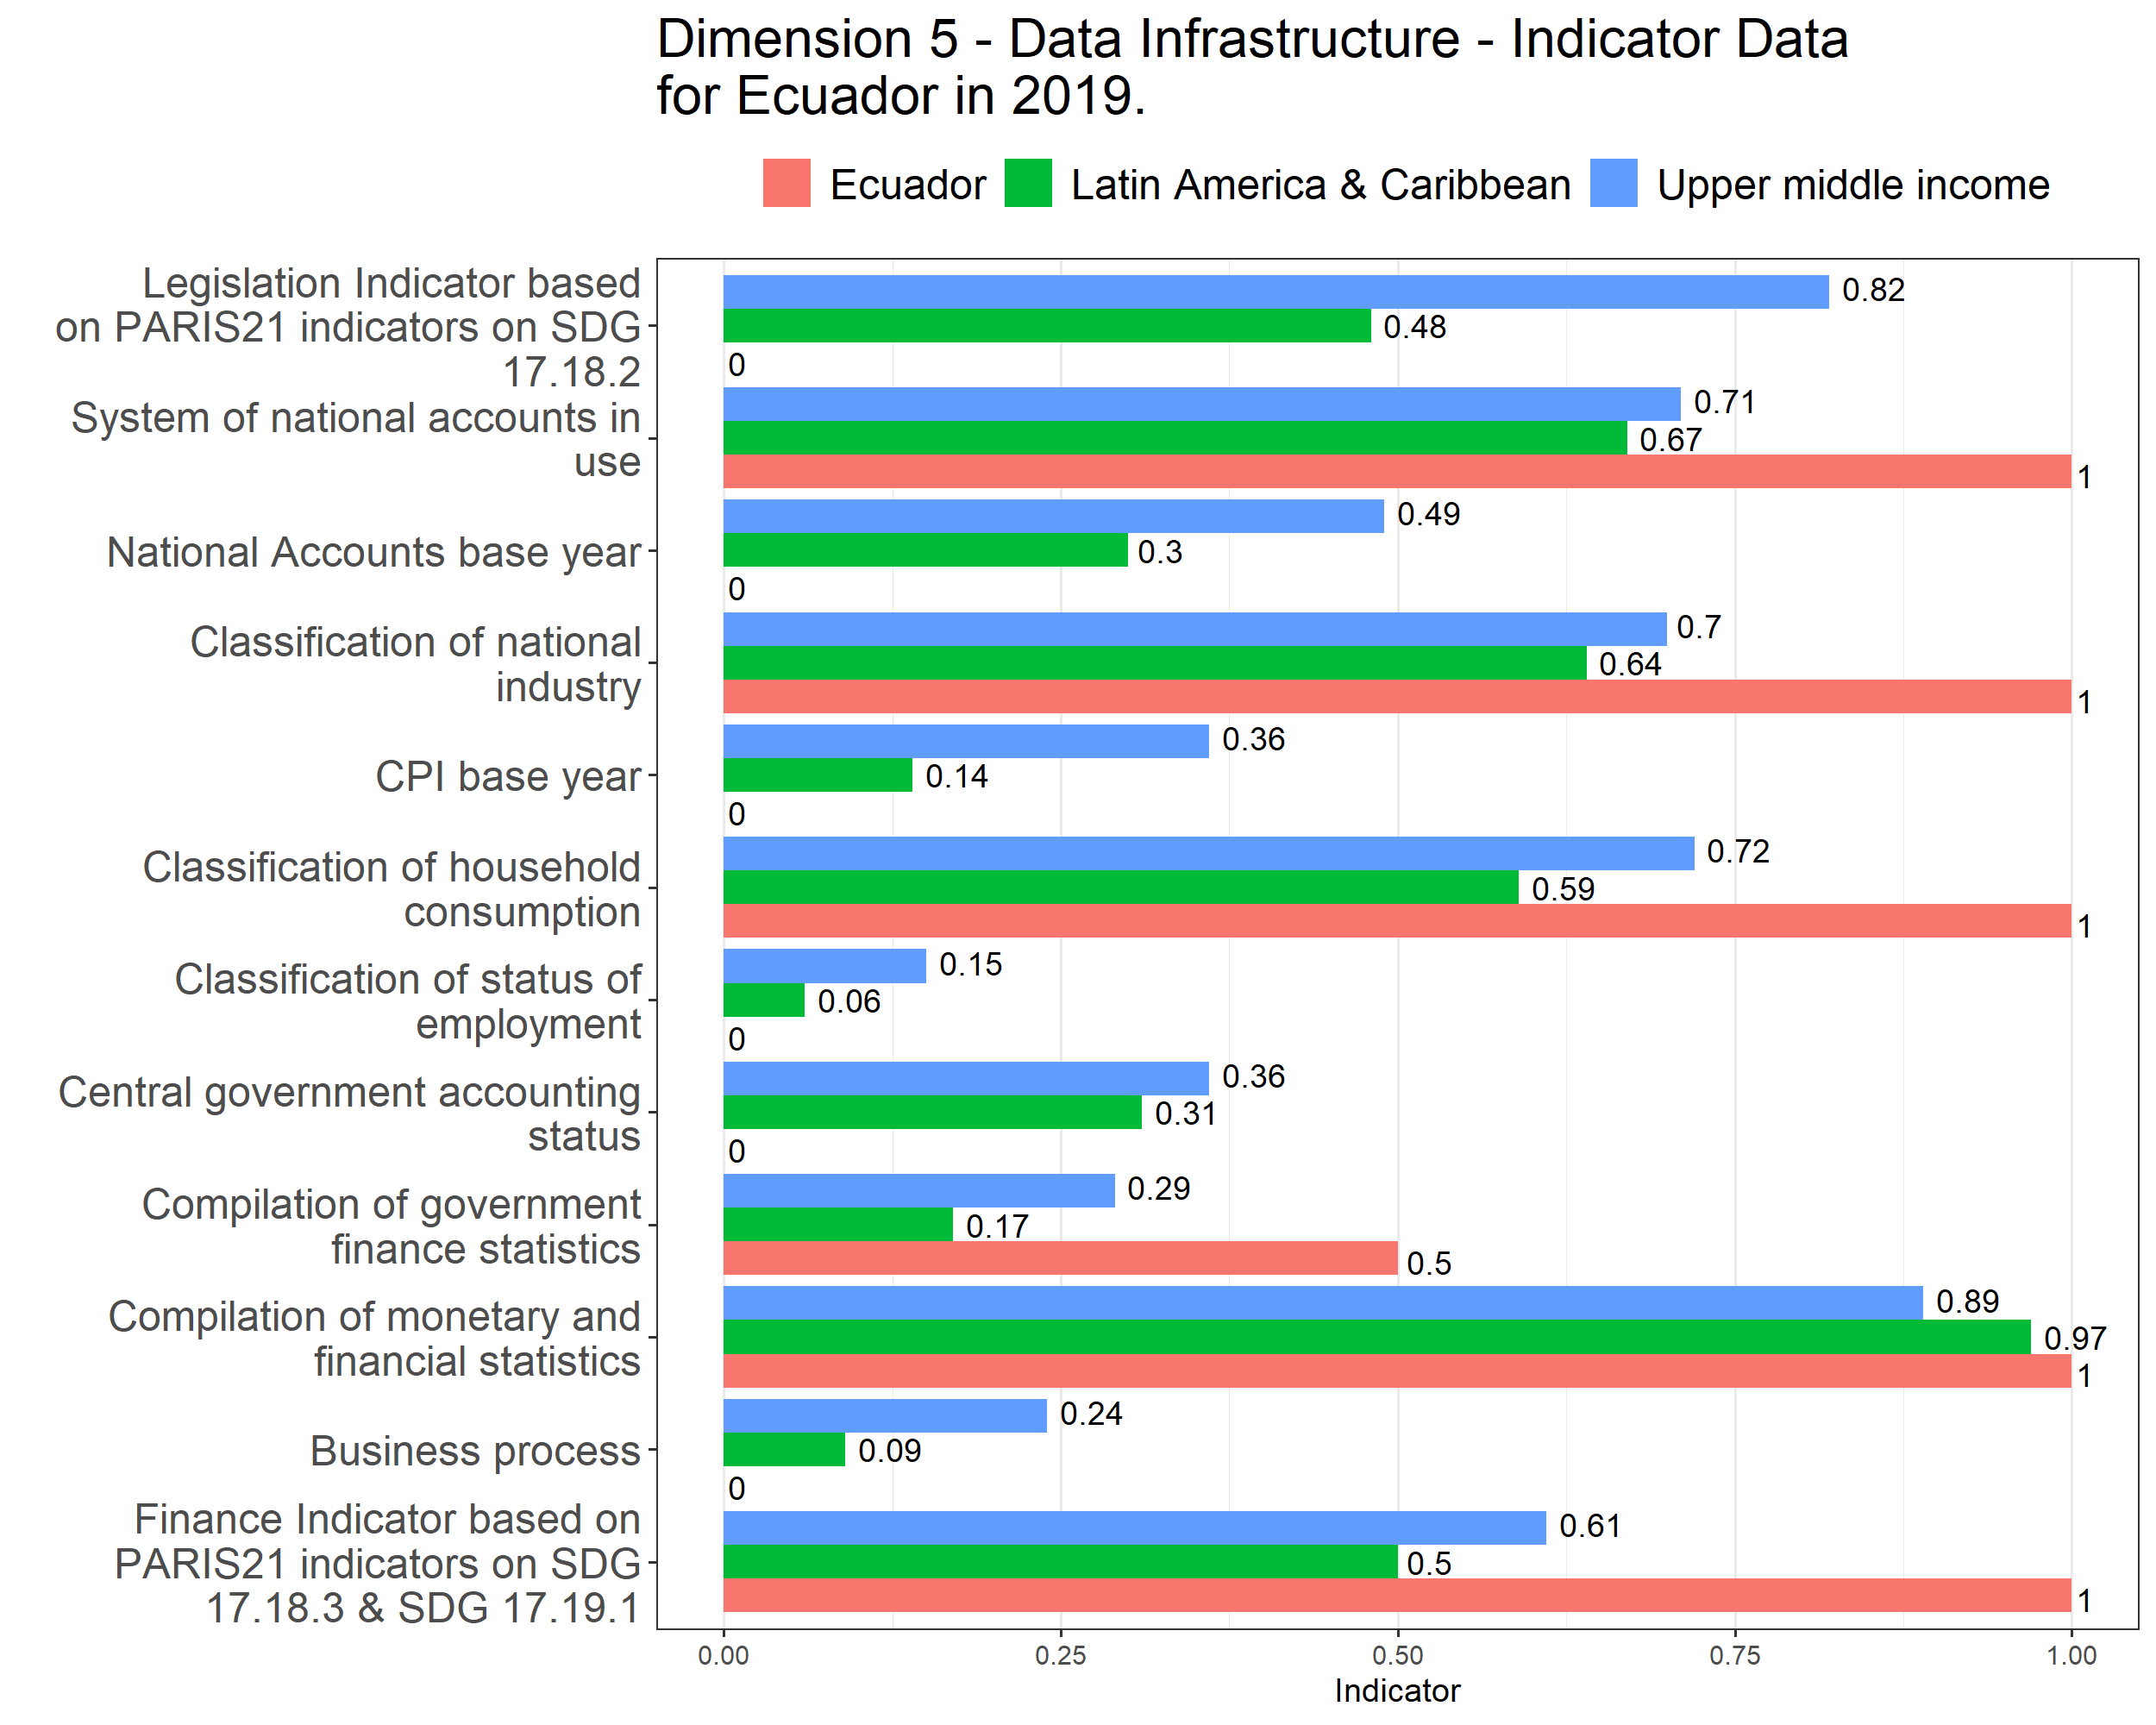 Dimension 5 - Data Infrastructure - Indicator Data
for Ecuador in 2019.
Ecuador
Latin America & Caribbean
Upper middle income
Legislation Indicator based
on PARIS21 indicators on SDG
17.18.2
0.82
0.48
0
System of national accounts in
use
0.71
0.67
1
National Accounts base year
0.49
0.3
0
Classification of national
industry
0.7
0.64
1
CPI base year
0.36
0.14
0
Classification of household
consumption
0.72
0.59
1
Classification of status of
employment
0.15
0.06
0
Central government accounting
status
0.36
0.31
0
Compilation of government
finance statistics
0.29
0.17
0.5
Compilation of monetary and
financial statistics
0.89
0.97
1
Business process
0.24
0.09
0
Finance Indicator based on
PARIS21 indicators on SDG
17.18.3 & SDG 17.19.1
0.61
0.5
1
0.00
0.25
0.50
0.75
1.00
Indicator